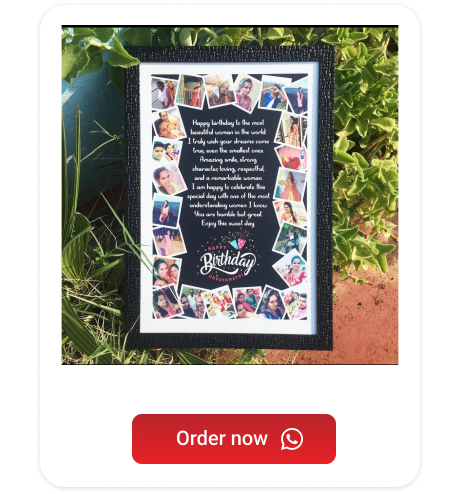 Happy birthday to the most
beautiful woman in the world
I truly wish your dreams come
true, even the smallest ones.
Amazing smile, strong
character, loving, respectful,
and a remarkable woman
I am happy to celebrate this
special day with one of the most
understanding women I know
You are humble but great.
Enjoy this sweet day
HAPPY
Birthday
Order now